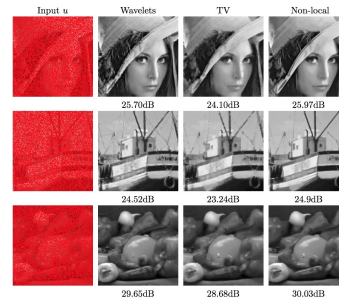 Input u Wavelets TV Non-local
25.70dB 24.10dB 25.97dB
24.52dB 23.24dB 24.9dB
29.65dB 28.68dB 30.03dB